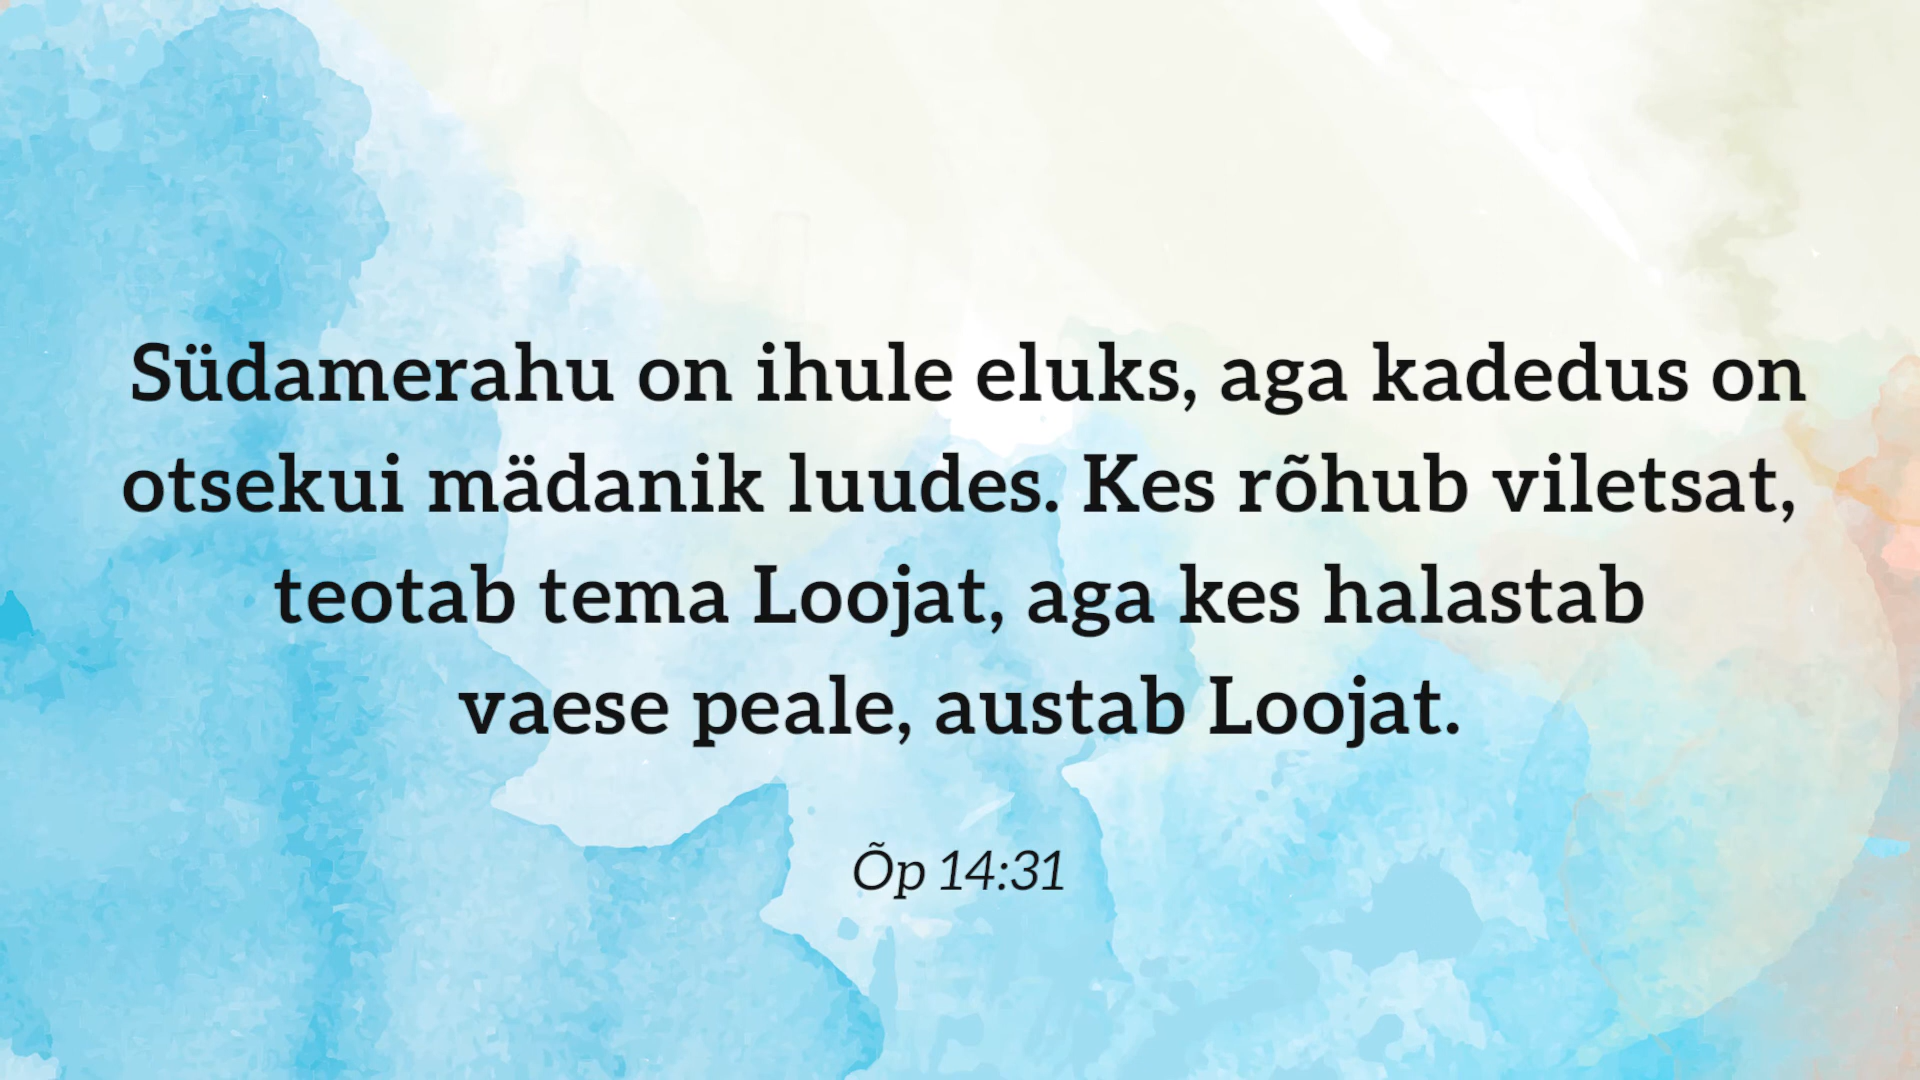 Südamerahu on ihule eluks, aga kadedus on
otsekui mädanik luudes. Kes rõhub viletsat,
teotab tema Loojat, aga kes halastab
vaese peale, austab Loojat.
Õp 14:31